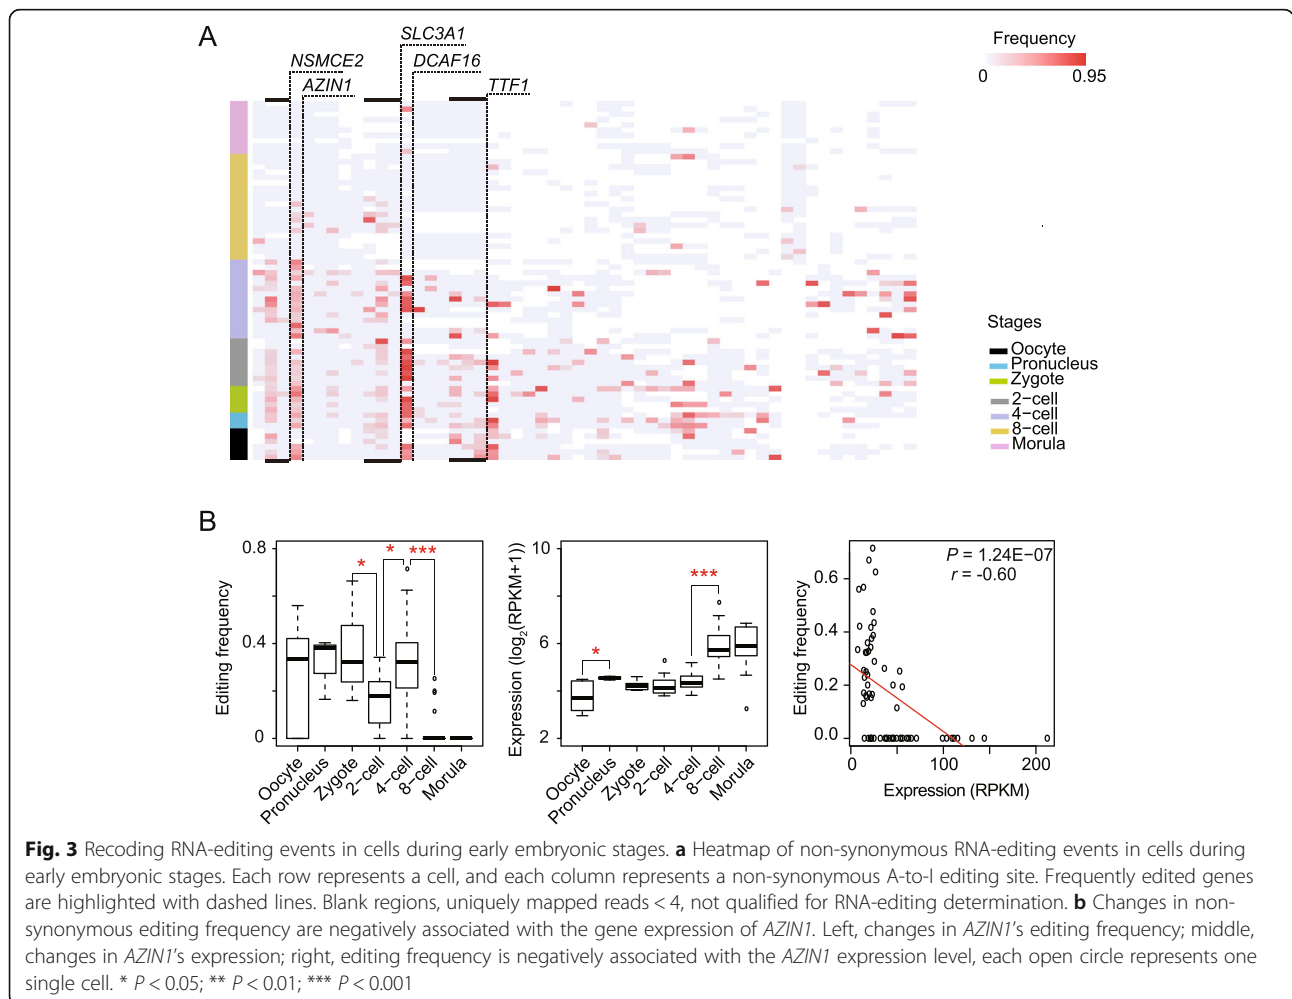 A
SLC3A1
NSMCE2
DCAF16
AZIN1
TTF1
Frequency
0 0.95
Stages
Oocyte
Pronucleus
Zygote
2−cell
4−cell
8−cell
Morula
B
Editing frequency
0.8
0.4
0
* * ***
Oocyte
Pronucleus
Zygote
2−cell
4−cell
8−cell
Morula
Expression (log2(RPKM+1))
10
6
2
* ***
Oocyte
Pronucleus
Zygote
2−cell
4−cell
8−cell
Morula
Editing frequency
0.6
0.4
0.2
0.0
P = 1.24E−07
r = -0.60
0 100 200
Expression (RPKM)
Fig. 3 Recoding RNA-editing events in cells during early embryonic stages. a Heatmap of non-synonymous RNA-editing events in cells during
early embryonic stages. Each row represents a cell, and each column represents a non-synonymous A-to-I editing site. Frequently edited genes
are highlighted with dashed lines. Blank regions, uniquely mapped reads < 4, not qualified for RNA-editing determination. b Changes in non-
synonymous editing frequency are negatively associated with the gene expression of AZIN1. Left, changes in AZIN1's editing frequency; middle,
changes in AZIN1's expression; right, editing frequency is negatively associated with the AZIN1 expression level, each open circle represents one
single cell. * P < 0.05; ** P < 0.01; *** P < 0.001